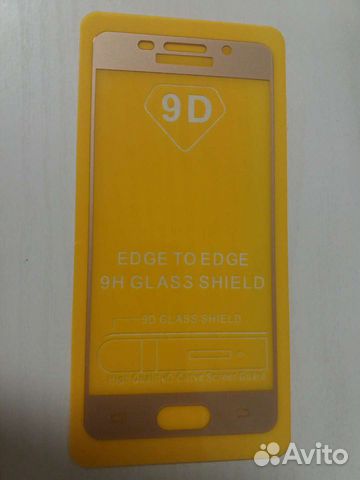 9D
EDGE TO EDGE
9H GLASS SHIELD
9D GLASS SHIELD
Avito